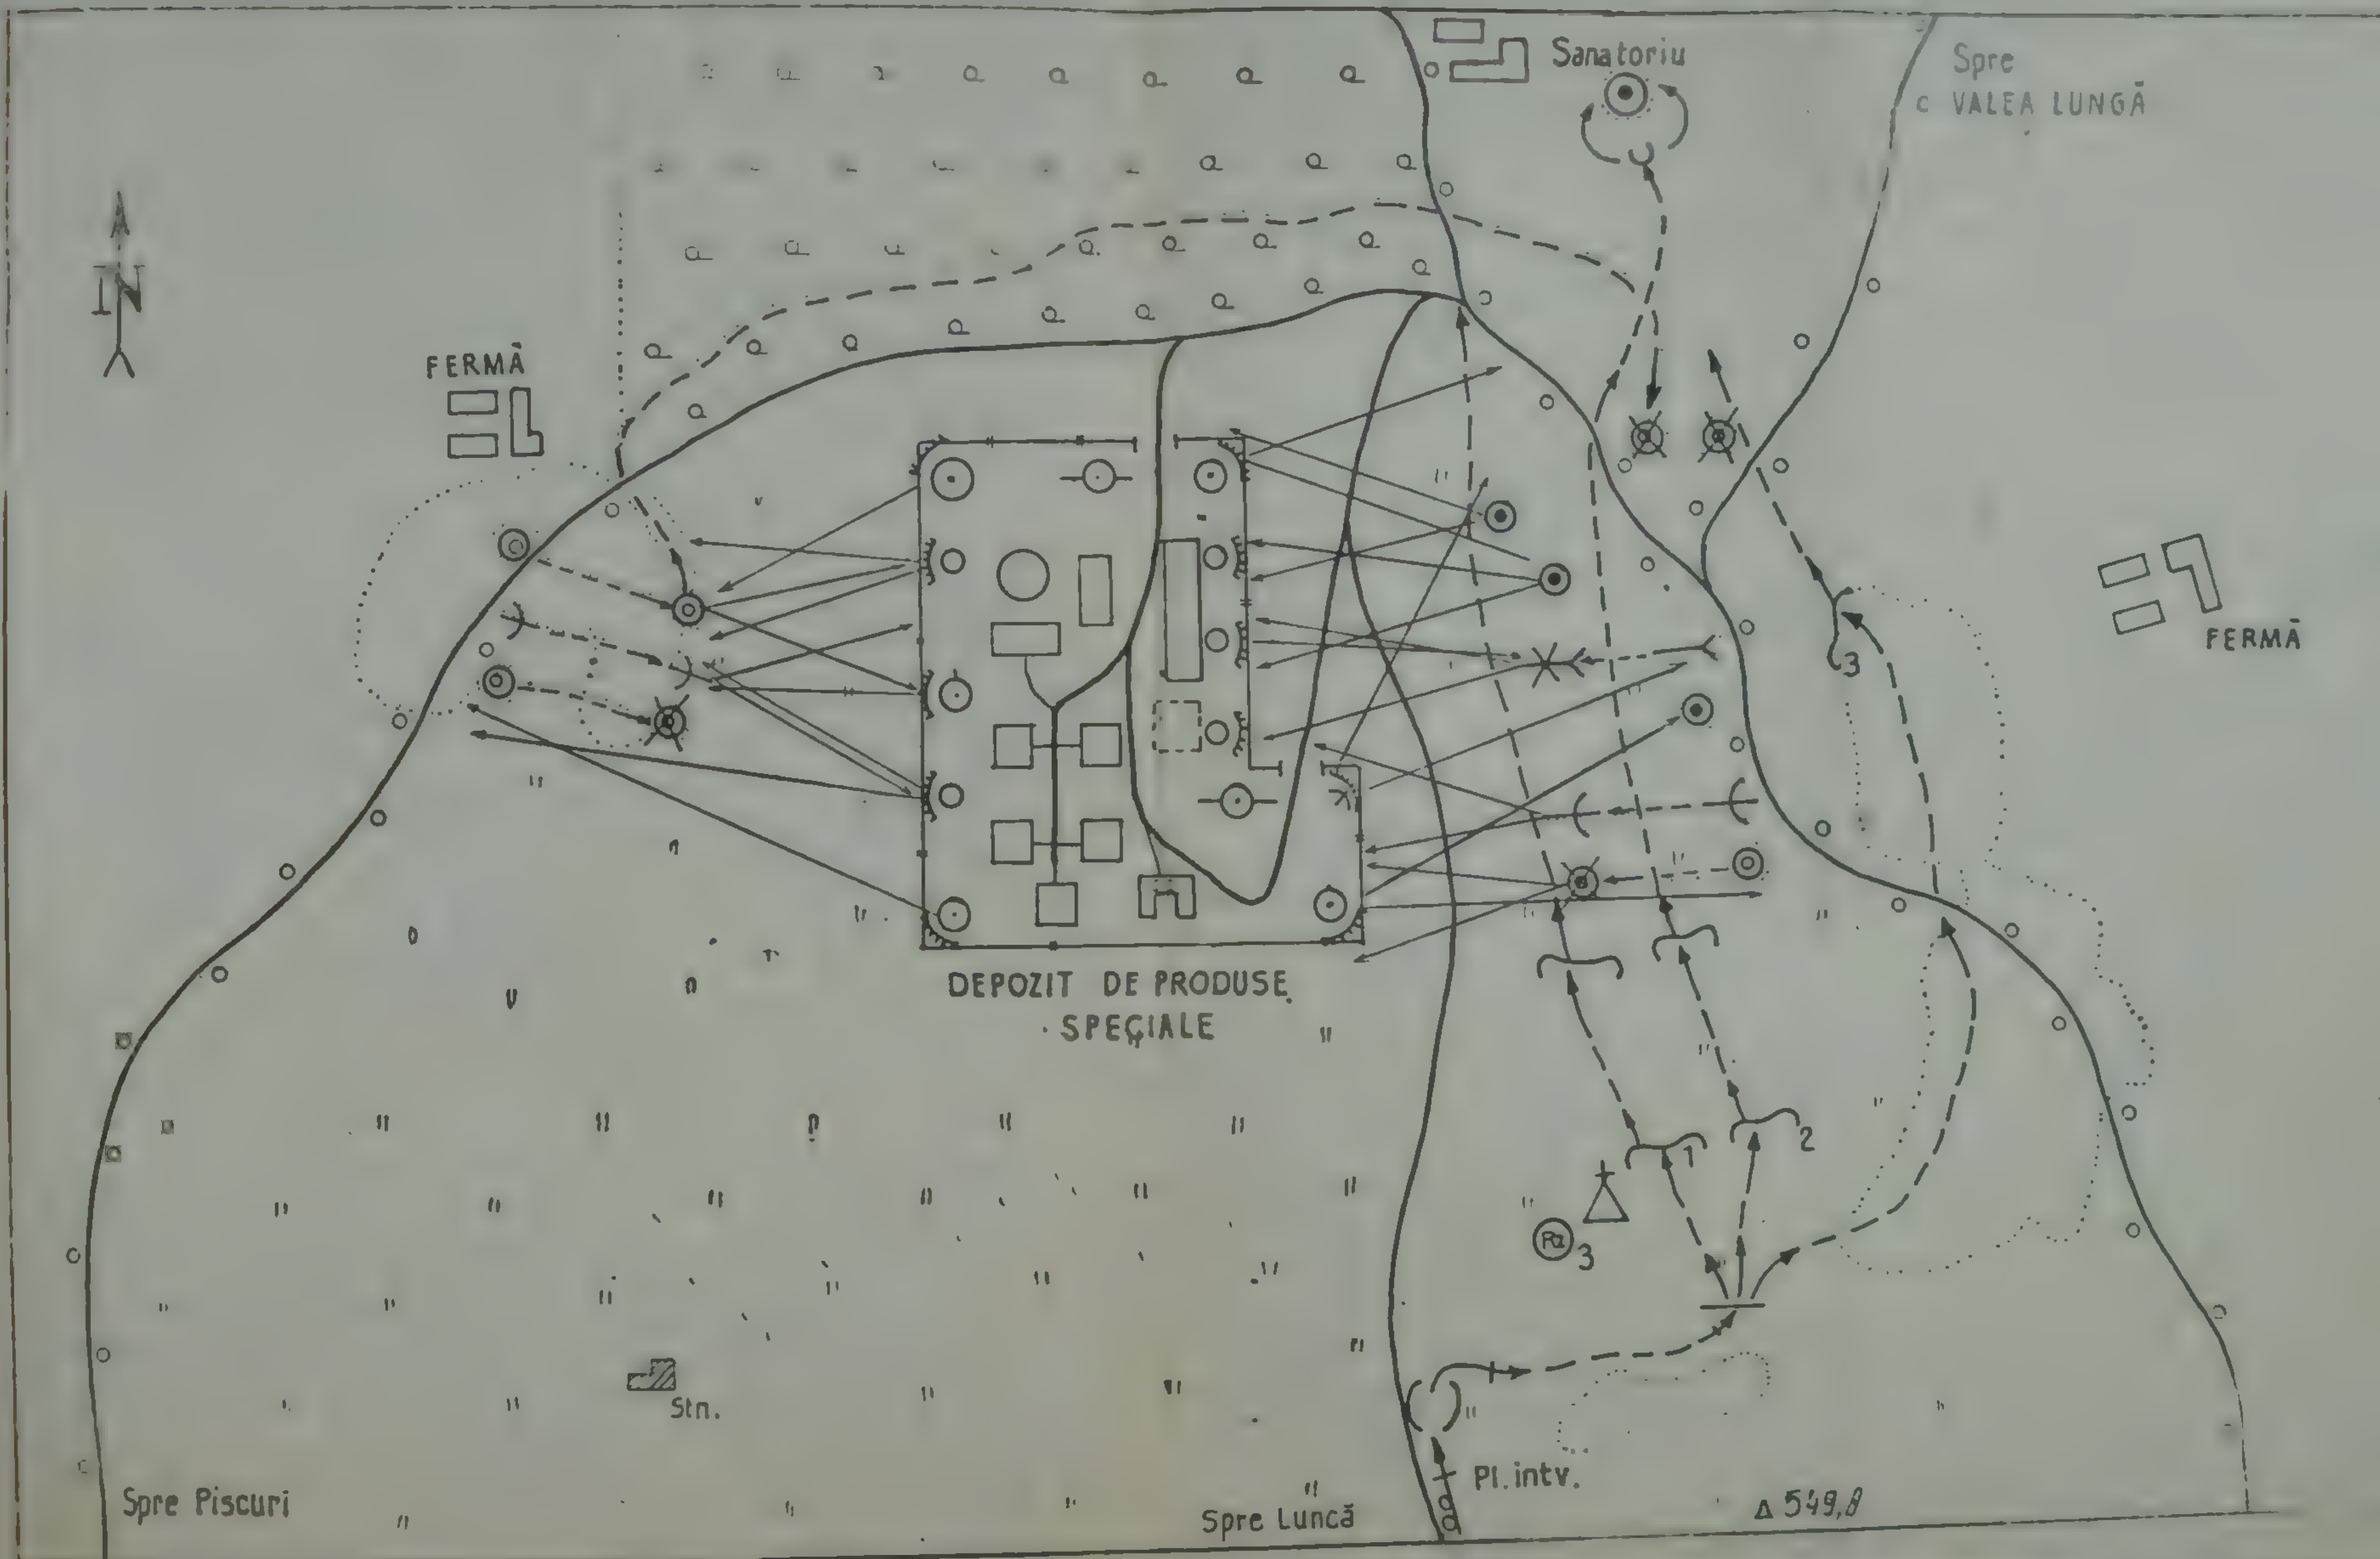 Sanatoriu
Spre
VALEA LUNGĂ
N
FERMĂ
FERMĂ
3
DEPOZIT DE PRODUSE
SPECIALE
1
2
3
Stn.
Pl. intv.
Spre Piscuri
Spre Luncă
549,8